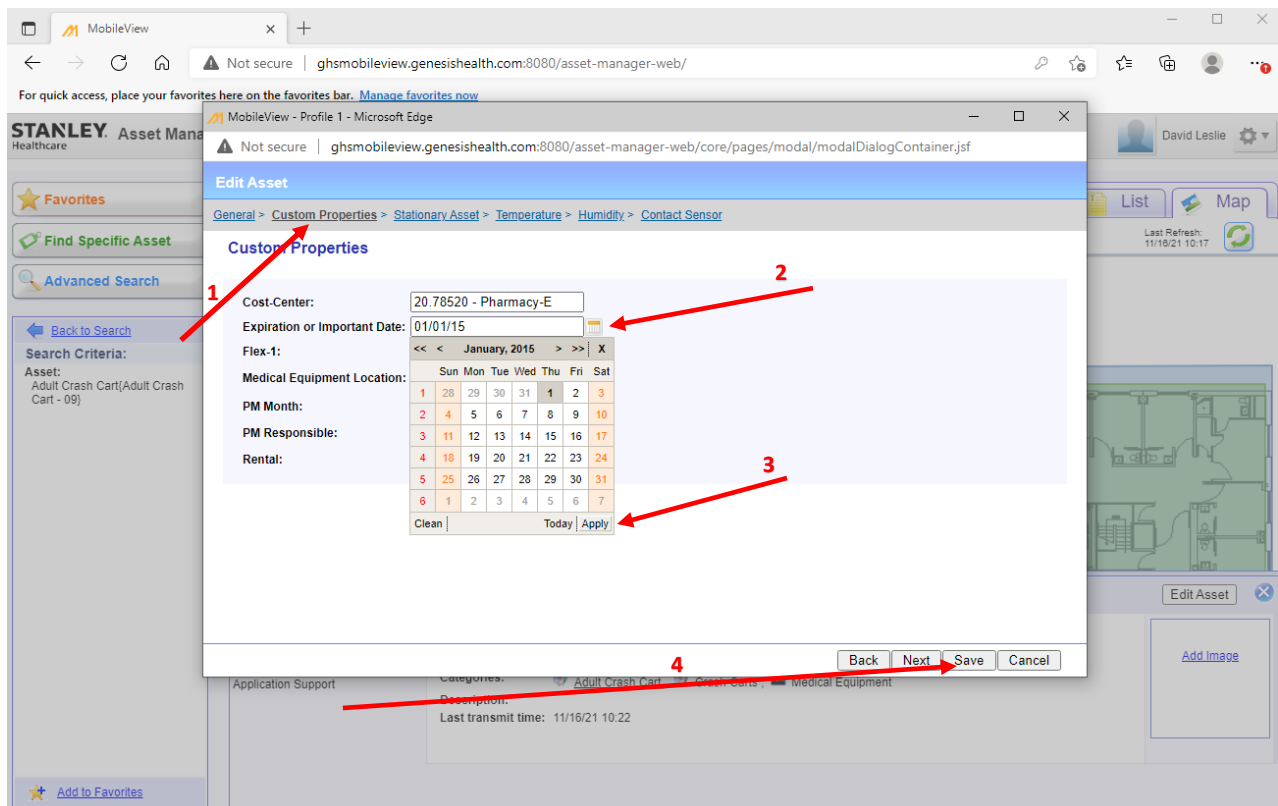 MobileView
Not secure ghsmobileview.genesishealth.com:8080/asset-manager-web/
For quick access, place your favorites here on the favorites bar. Manage favorites now
STANLEY. Asset Mana
Healthcare
David Leslie
Favorites
Find Specific Asset
Advanced Search
Back to Search
Search Criteria:
Asset:
Adult Crash Cart{Adult Crash
Cart - 09}
Add to Favorites
List
Map
Last Refresh:
11/16/21 10:17
MobileView - Profile 1 - Microsoft Edge
Not secure ghsmobileview.genesishealth.com:8080/asset-manager-web/core/pages/modal/modalDialogContainer.jsf
Edit Asset
General > Custom Properties > Stationary Asset > Temperature > Humidity > Contact Sensor
Custom Properties
1
2
Cost-Center: 20.78520 - Pharmacy-E
Expiration or Important Date: 01/01/15
Flex-1:
Medical Equipment Location:
PM Month:
PM Responsible:
Rental:
<< < January, 2015 > >> X
Sun Mon Tue Wed Thu Fri Sat
1 28 29 30 31 1 2 3
2 4 5 6 7 8 9 10
3 11 12 13 14 15 16 17
4 18 19 20 21 22 23 24
5 25 26 27 28 29 30 31
6 1 2 3 4 5 6 7
Clean Today Apply
3
Back Next Save Cancel
4
Edit Asset
Add Image
Application Support
Categories: Adult Crash Cart, Crash Carts, Medical Equipment
Description:
Last transmit time: 11/16/21 10:22